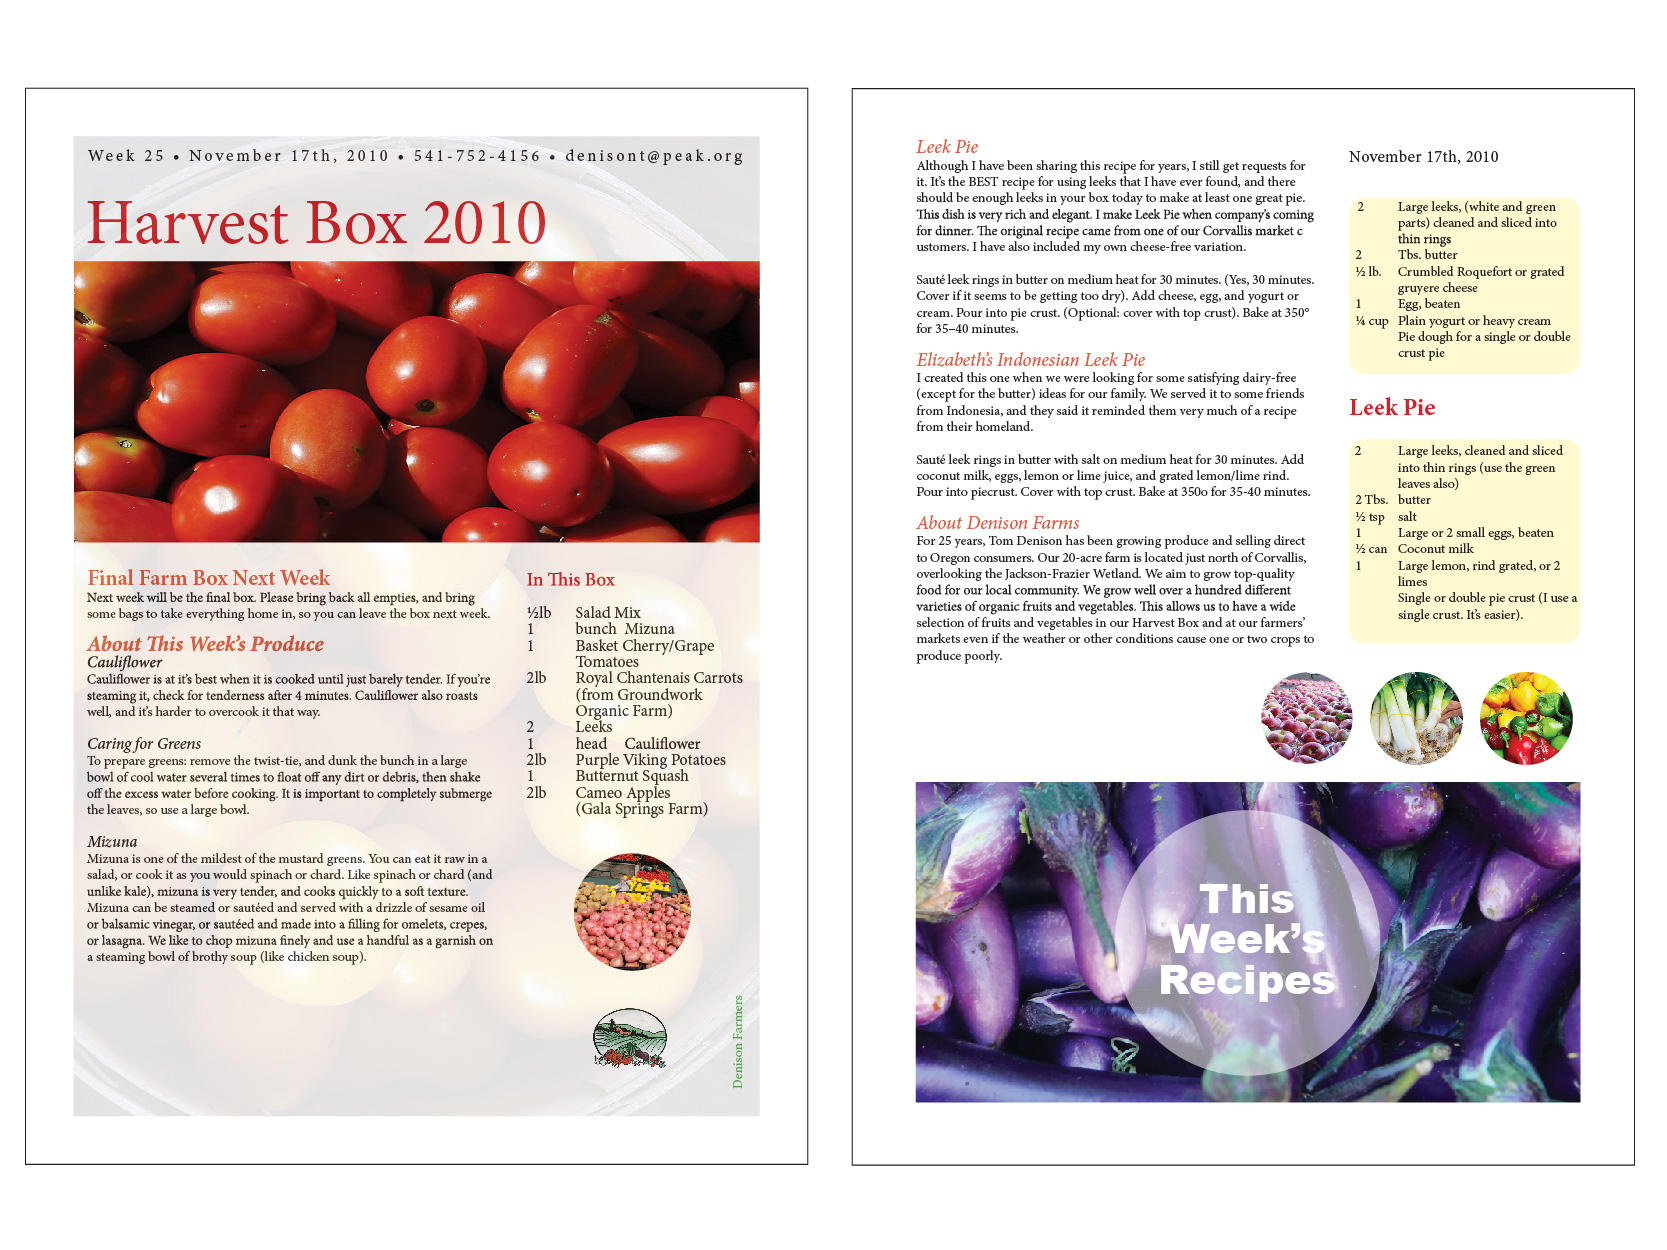 Week 25 • November 17th, 2010 • 541-752-4156 • denisont@peak.org
Harvest Box 2010
Final Farm Box Next Week
Next week will be the final box. Please bring back all empties, and bring
some bags to take everything home in, so you can leave the box next week.
About This Week's Produce
Cauliflower
Cauliflower is at it's best when it is cooked until just barely tender. If you're
steaming it, check for tenderness after 4 minutes. Cauliflower also roasts
well, and it's harder to overcook it that way.
Caring for Greens
To prepare greens: remove the twist-tie, and dunk the bunch in a large
bowl of cool water several times to float off any dirt or debris, then shake
off the excess water before cooking. It is important to completely submerge
the leaves, so use a large bowl.
Mizuna
Mizuna is one of the mildest of the mustard greens. You can eat it raw in a
salad, or cook it as you would spinach or chard. Like spinach or chard (and
unlike kale), mizuna is very tender, and cooks quickly to a soft texture.
Mizuna can be steamed or sautéed and served with a drizzle of sesame oil
or balsamic vinegar, or sautéed and made into a filling for omelets, crepes,
or lasagna. We like to chop mizuna finely and use a handful as a garnish on
a steaming bowl of brothy soup (like chicken soup).
In This Box
½lb Salad Mix
1 bunch Mizuna
1 Basket Cherry/Grape
Tomatoes
2lb Royal Chantenais Carrots
(from Groundwork
Organic Farm)
2 Leeks
1 head Cauliflower
2lb Purple Viking Potatoes
1 Butternut Squash
2lb Cameo Apples
(Gala Springs Farm)
Denison Farmers
Leek Pie
Although I have been sharing this recipe for years, I still get requests for
it. It's the BEST recipe for using leeks that I have ever found, and there
should be enough leeks in your box today to make at least one great pie.
This dish is very rich and elegant. I make Leek Pie when company's coming
for dinner. The original recipe came from one of our Corvallis market c
ustomers. I have also included my own cheese-free variation.
Sauté leek rings in butter on medium heat for 30 minutes. (Yes, 30 minutes.
Cover if it seems to be getting too dry). Add cheese, egg, and yogurt or
cream. Pour into pie crust. (Optional: cover with top crust). Bake at 350°
for 35–40 minutes.
Elizabeth's Indonesian Leek Pie
I created this one when we were looking for some satisfying dairy-free
(except for the butter) ideas for our family. We served it to some friends
from Indonesia, and they said it reminded them very much of a recipe
from their homeland.
Sauté leek rings in butter with salt on medium heat for 30 minutes. Add
coconut milk, eggs, lemon or lime juice, and grated lemon/lime rind.
Pour into piecrust. Cover with top crust. Bake at 350o for 35-40 minutes.
About Denison Farms
For 25 years, Tom Denison has been growing produce and selling direct
to Oregon consumers. Our 20-acre farm is located just north of Corvallis,
overlooking the Jackson-Frazier Wetland. We aim to grow top-quality
food for our local community. We grow well over a hundred different
varieties of organic fruits and vegetables. This allows us to have a wide
selection of fruits and vegetables in our Harvest Box and at our farmers'
markets even if the weather or other conditions cause one or two crops to
produce poorly.
November 17th, 2010
2 Large leeks, (white and green
parts) cleaned and sliced into
thin rings
2 Tbs. butter
½ lb. Crumbled Roquefort or grated
gruyere cheese
1 Egg, beaten
¼ cup Plain yogurt or heavy cream
Pie dough for a single or double
crust pie
Leek Pie
2 Large leeks, cleaned and sliced
into thin rings (use the green
leaves also)
2 Tbs. butter
½ tsp salt
1 Large or 2 small eggs, beaten
½ can Coconut milk
1 Large lemon, rind grated, or 2
limes
Single or double pie crust (I use a
single crust. It's easier).
This
Week's
Recipes